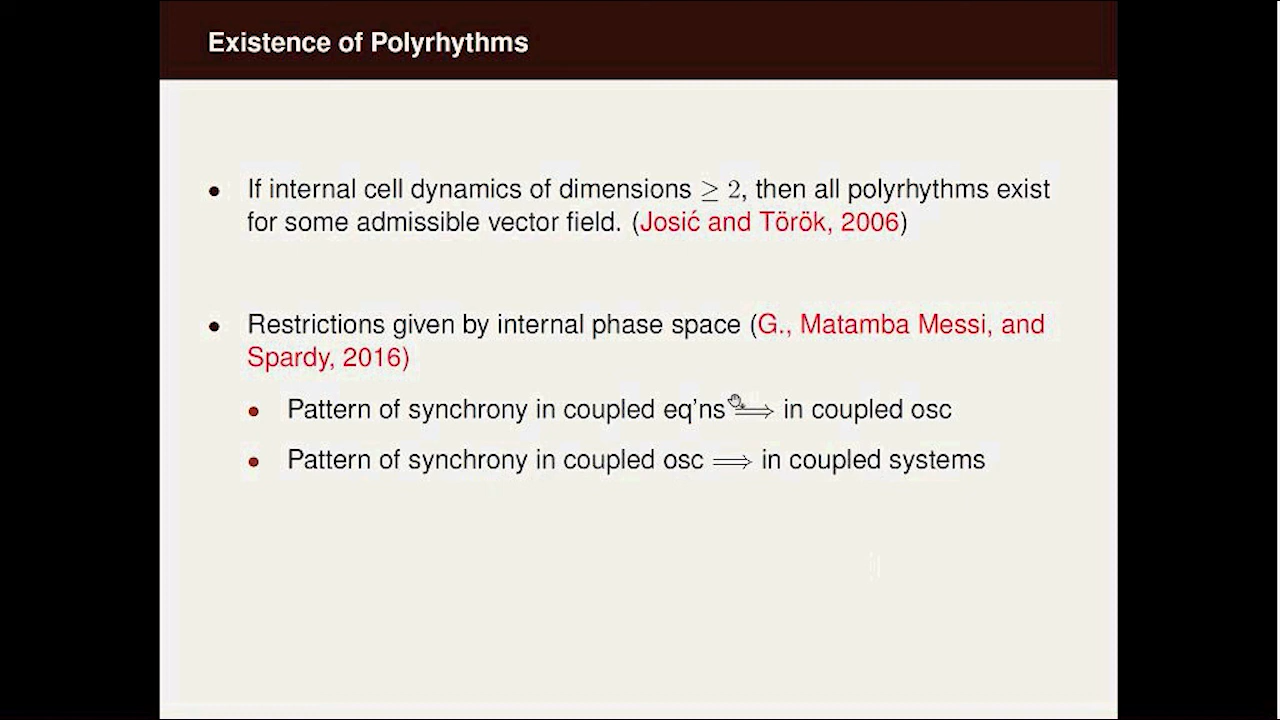 Existence of Polyrhythms
• If internal cell dynamics of dimensions ≥ 2, then all polyrhythms exist
for some admissible vector field. (Josić and Török, 2006)
• Restrictions given by internal phase space (G., Matamba Messi, and
Spardy, 2016)
• Pattern of synchrony in coupled eq'ns ⟹ in coupled osc
• Pattern of synchrony in coupled osc ⟹ in coupled systems